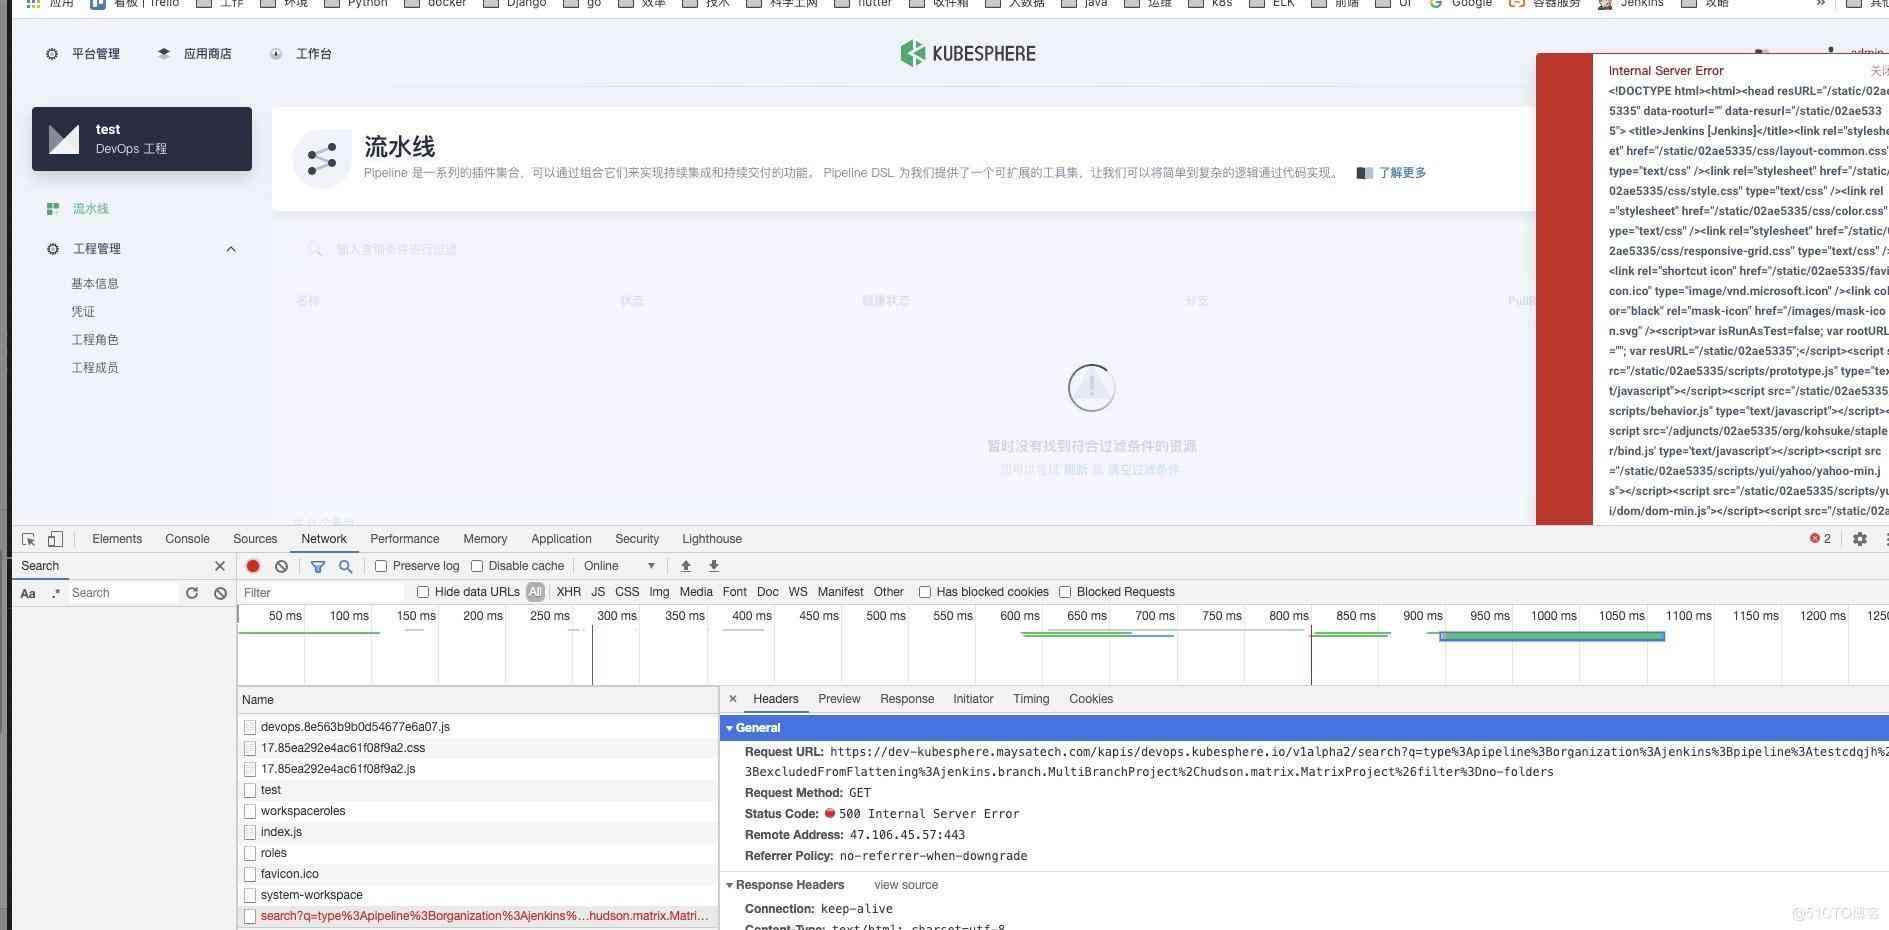 应用 看板 | Trello 工作 环境 Python docker Django go 效率 技术 科学上网 flutter 收件箱 大数据 java 运维 k8s ELK 前端 UI Google 容器服务 Jenkins 攻略 »
平台管理 应用商店 工作台 KUBESPHERE admin
test
DevOps 工程
流水线
Pipeline 是一系列的插件集合，可以通过组合它们来实现持续集成和持续交付的功能。 Pipeline DSL 为我们提供了一个可扩展的工具集，让我们可以将简单到复杂的逻辑通过代码实现。 了解更多
流水线
工程管理
基本信息
凭证
工程角色
工程成员
输入查询条件进行过滤
名称 状态 健康状态 分支
暂时没有找到符合过滤条件的资源
您可以尝试 刷新 或 清空过滤条件
Internal Server Error 关闭
<!DOCTYPE html><html><head resURL="/static/02ae
5335" data-rooturl="" data-resurl="/static/02ae533
5"> <title>Jenkins [Jenkins]</title><link rel="styleshe
et" href="/static/02ae5335/css/layout-common.css"
type="text/css" /><link rel="stylesheet" href="/static/
02ae5335/css/style.css" type="text/css" /><link rel
="stylesheet" href="/static/02ae5335/css/color.css"
ype="text/css" /><link rel="stylesheet" href="/static/
2ae5335/css/responsive-grid.css" type="text/css" />
<link rel="shortcut icon" href="/static/02ae5335/favi
con.ico" type="image/vnd.microsoft.icon" /><link col
or="black" rel="mask-icon" href="/images/mask-ico
n.svg" /><script>var isRunAsTest=false; var rootURL
=""; var resURL="/static/02ae5335";</script><script s
rc="/static/02ae5335/scripts/prototype.js" type="tex
t/javascript"></script><script src="/static/02ae5335
scripts/behavior.js" type="text/javascript"></script><
script src='/adjuncts/02ae5335/org/kohsuke/staple
r/bind.js' type='text/javascript'></script><script src
="/static/02ae5335/scripts/yui/yahoo/yahoo-min.j
s"></script><script src="/static/02ae5335/scripts/yu
i/dom/dom-min.js"></script><script src="/static/02a
Elements Console Sources Network Performance Memory Application Security Lighthouse 2
Search Preserve log Disable cache Online
Aa .* Search Filter Hide data URLs All XHR JS CSS Img Media Font Doc WS Manifest Other Has blocked cookies Blocked Requests
50 ms 100 ms 150 ms 200 ms 250 ms 300 ms 350 ms 400 ms 450 ms 500 ms 550 ms 600 ms 650 ms 700 ms 750 ms 800 ms 850 ms 900 ms 950 ms 1000 ms 1050 ms 1100 ms 1150 ms 1200 ms
Name
devops.8e563b9b0d54677e6a07.js
17.85ea292e4ac61f08f9a2.css
17.85ea292e4ac61f08f9a2.js
test
workspaceroles
index.js
roles
favicon.ico
system-workspace
search?q=type%3Apipeline%3Borganization%3Ajenkins%…hudson.matrix.Matri…
Headers Preview Response Initiator Timing Cookies
General
Request URL: https://dev-kubesphere.maysatech.com/kapis/devops.kubesphere.io/v1alpha2/search?q=type%3Apipeline%3Borganization%3Ajenkins%3Bpipeline%3Atestcdqjh%2
3BexcludedFromFlattening%3Ajenkins.branch.MultiBranchProject%2Chudson.matrix.MatrixProject%26filter%3Dno-folders
Request Method: GET
Status Code: 500 Internal Server Error
Remote Address: 47.106.45.57:443
Referrer Policy: no-referrer-when-downgrade
Response Headers view source
Connection: keep-alive
Content-Type: text/html; charset=utf-8
@51CTO博客